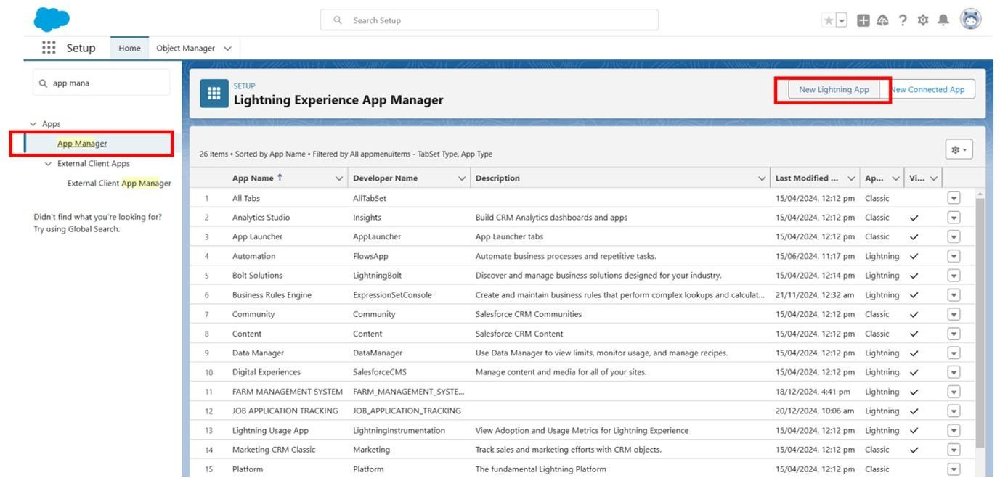 Search Setup
Setup Home Object Manager
app mana
Apps
App Manager
External Client Apps
External Client App Manager
Didn't find what you're looking for?
Try using Global Search.
SETUP
Lightning Experience App Manager
New Lightning App New Connected App
26 items • Sorted by App Name • Filtered by All appmenuitems - TabSet Type, App Type
App Name ↑ Developer Name Description Last Modified ... Ap... Vi...
1 All Tabs AllTabSet 15/04/2024, 12:12 pm Classic
2 Analytics Studio Insights Build CRM Analytics dashboards and apps 15/04/2024, 12:12 pm Classic
3 App Launcher AppLauncher App Launcher tabs 15/04/2024, 12:12 pm Classic
4 Automation FlowsApp Automate business processes and repetitive tasks. 15/06/2024, 11:17 pm Lightning
5 Bolt Solutions LightningBolt Discover and manage business solutions designed for your industry. 15/04/2024, 12:14 pm Lightning
6 Business Rules Engine ExpressionSetConsole Create and maintain business rules that perform complex lookups and calculat... 21/11/2024, 12:32 am Lightning
7 Community Community Salesforce CRM Communities 15/04/2024, 12:12 pm Classic
8 Content Content Salesforce CRM Content 15/04/2024, 12:12 pm Classic
9 Data Manager DataManager Use Data Manager to view limits, monitor usage, and manage recipes. 15/04/2024, 12:12 pm Lightning
10 Digital Experiences SalesforceCMS Manage content and media for all of your sites. 15/04/2024, 12:12 pm Lightning
11 FARM MANAGEMENT SYSTEM FARM_MANAGEMENT_SYSTE... 18/12/2024, 4:41 pm Lightning
12 JOB APPLICATION TRACKING JOB_APPLICATION_TRACKING 20/12/2024, 10:06 am Lightning
13 Lightning Usage App LightningInstrumentation View Adoption and Usage Metrics for Lightning Experience 15/04/2024, 12:12 pm Lightning
14 Marketing CRM Classic Marketing Track sales and marketing efforts with CRM objects. 15/04/2024, 12:12 pm Classic
15 Platform Platform The fundamental Lightning Platform 15/04/2024, 12:12 pm Classic